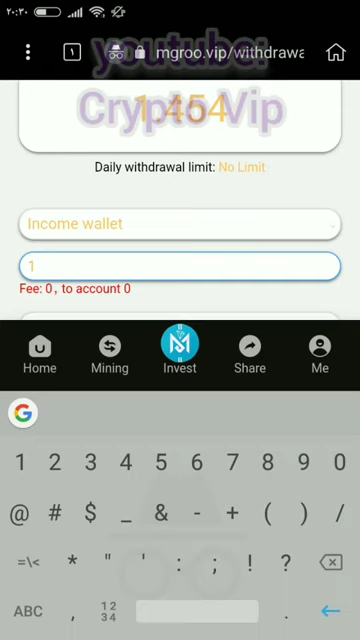 ۲۰:۳۰
۱ mgroo.vip/withdrawa
youtube:
Crypto Vip
1.454
Daily withdrawal limit: No Limit
Income wallet
1
Fee: 0, to account 0
Home Mining Invest Share Me
G
1 2 3 4 5 6 7 8 9 0
@ # $ _ & - + ( ) /
=\< * " ' : ; ! ?
ABC , 12 34 .